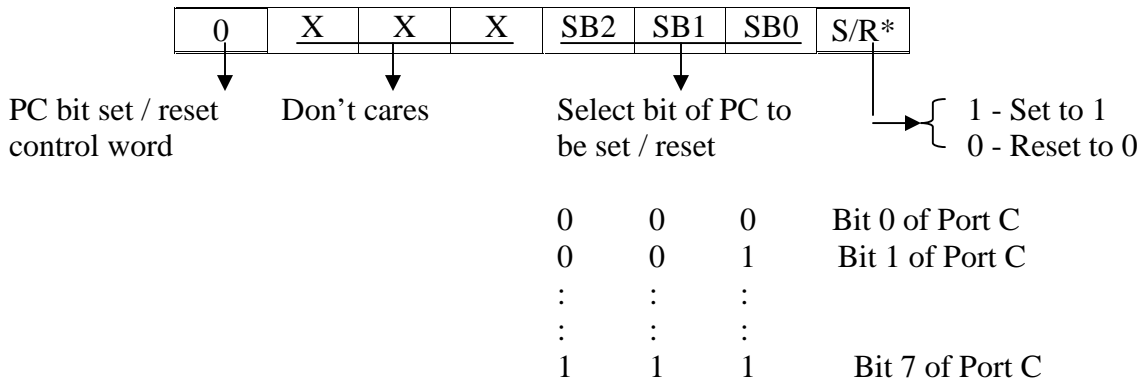 0 X X X SB2 SB1 SB0 S/R*
PC bit set / reset control word
Don’t cares
Select bit of PC to be set / reset
1 - Set to 1
0 - Reset to 0
0 0 0 Bit 0 of Port C
0 0 1 Bit 1 of Port C
: : :
: : :
1 1 1 Bit 7 of Port C